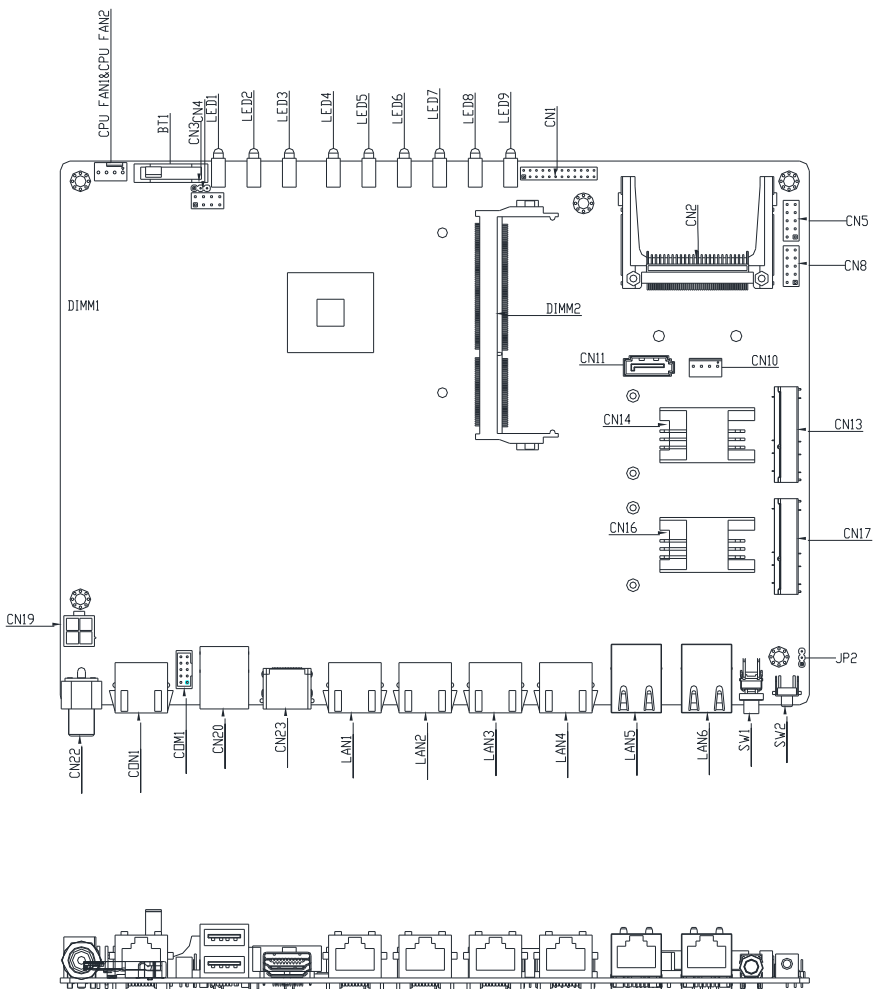 CPU FAN1&CPU FAN2
BT1
CN3
CN4
LED1
LED2
LED3
LED4
LED5
LED6
LED7
LED8
LED9
CN1
CN2
CN5
CN8
DIMM1
DIMM2
CN11
CN10
CN14
CN13
CN16
CN17
CN19
JP2
CN22
CON1
COM1
CN20
CN23
LAN1
LAN2
LAN3
LAN4
LAN5
LAN6
SW1
SW2